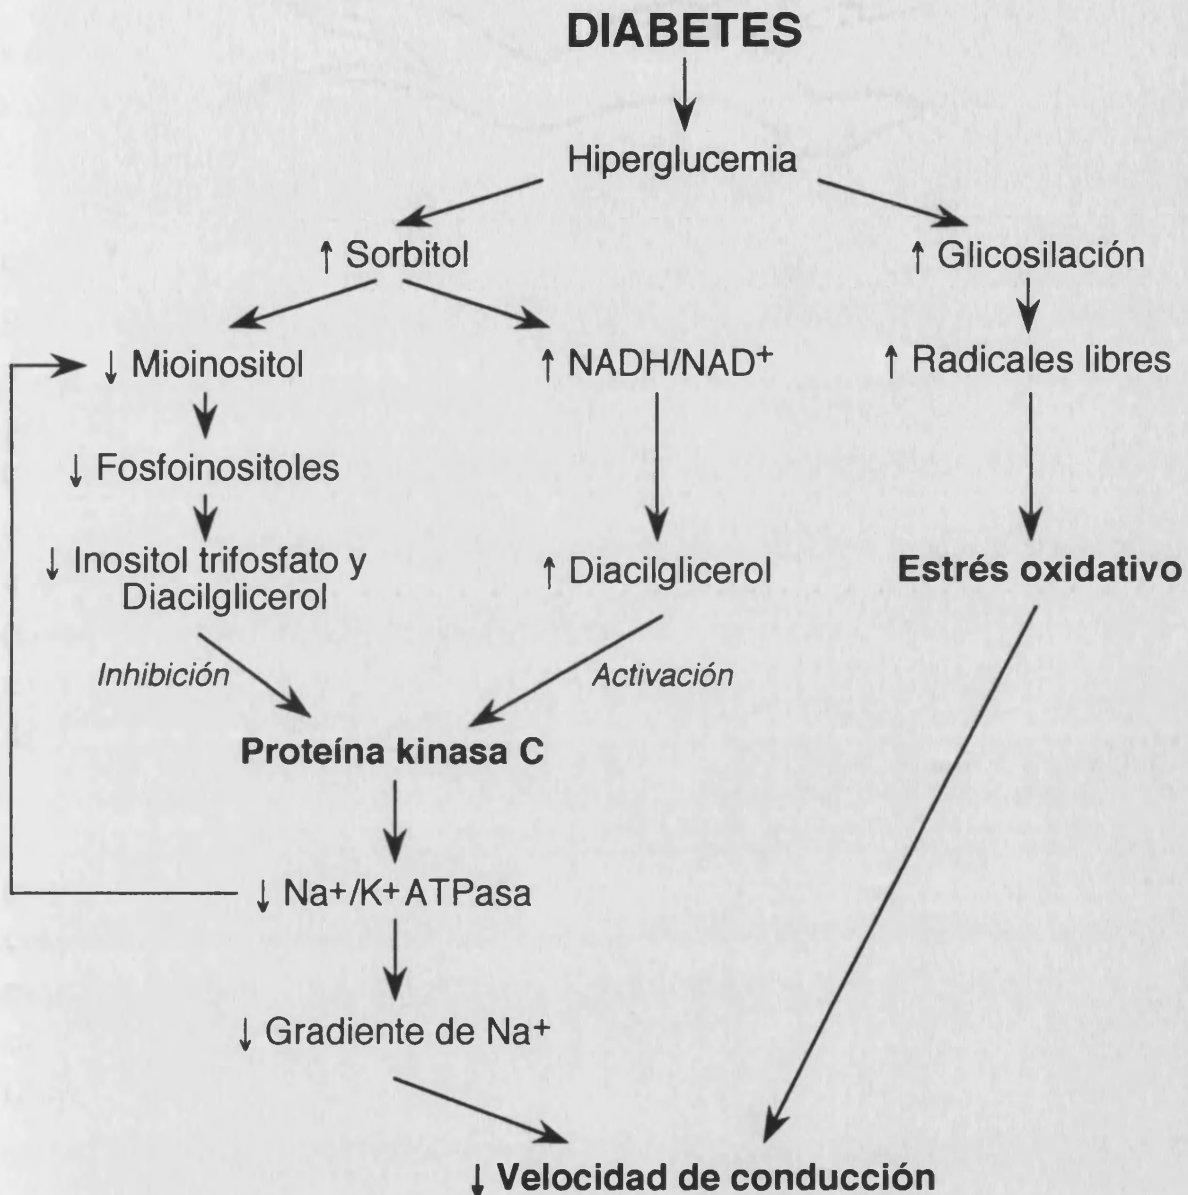 DIABETES
Hiperglucemia
↑ Sorbitol
↑ Glicosilación
↓ Mioinositol
↑ NADH/NAD+
↑ Radicales libres
↓ Fosfoinositoles
↓ Inositol trifosfato y
Diacilglicerol
↑ Diacilglicerol
Estrés oxidativo
Inhibición
Activación
Proteína kinasa C
↓ Na+/K+ ATPasa
↓ Gradiente de Na+
↓ Velocidad de conducción